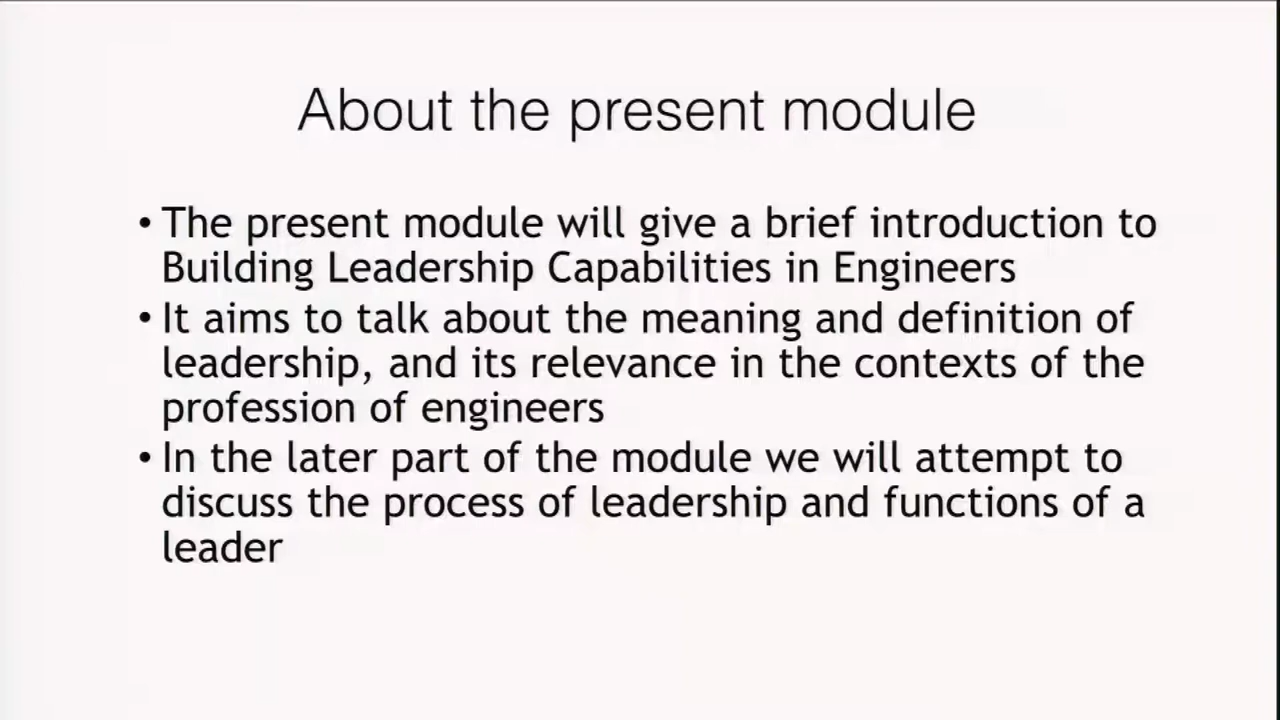 About the present module
• The present module will give a brief introduction to
Building Leadership Capabilities in Engineers
• It aims to talk about the meaning and definition of
leadership, and its relevance in the contexts of the
profession of engineers
• In the later part of the module we will attempt to
discuss the process of leadership and functions of a
leader